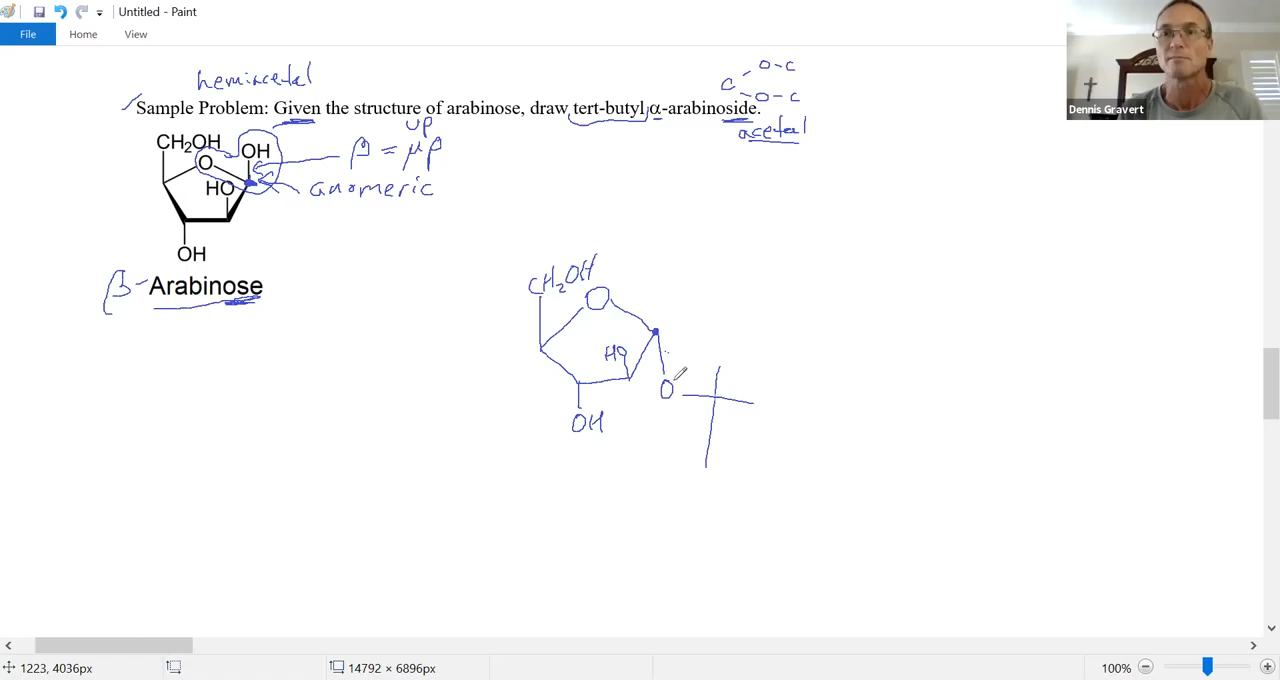 Untitled - Paint
File Home View
Dennis Gravert
hemiacetal
C O-C
O-C
Sample Problem: Given the structure of arabinose, draw tert-butyl α-arabinoside.
acetal
up
CH2OH
O
OH
β = μβ
HO
anomeric
OH
β-Arabinose
CH2OH
O
HO
O
OH
1223, 4036px
14792 × 6896px
100%